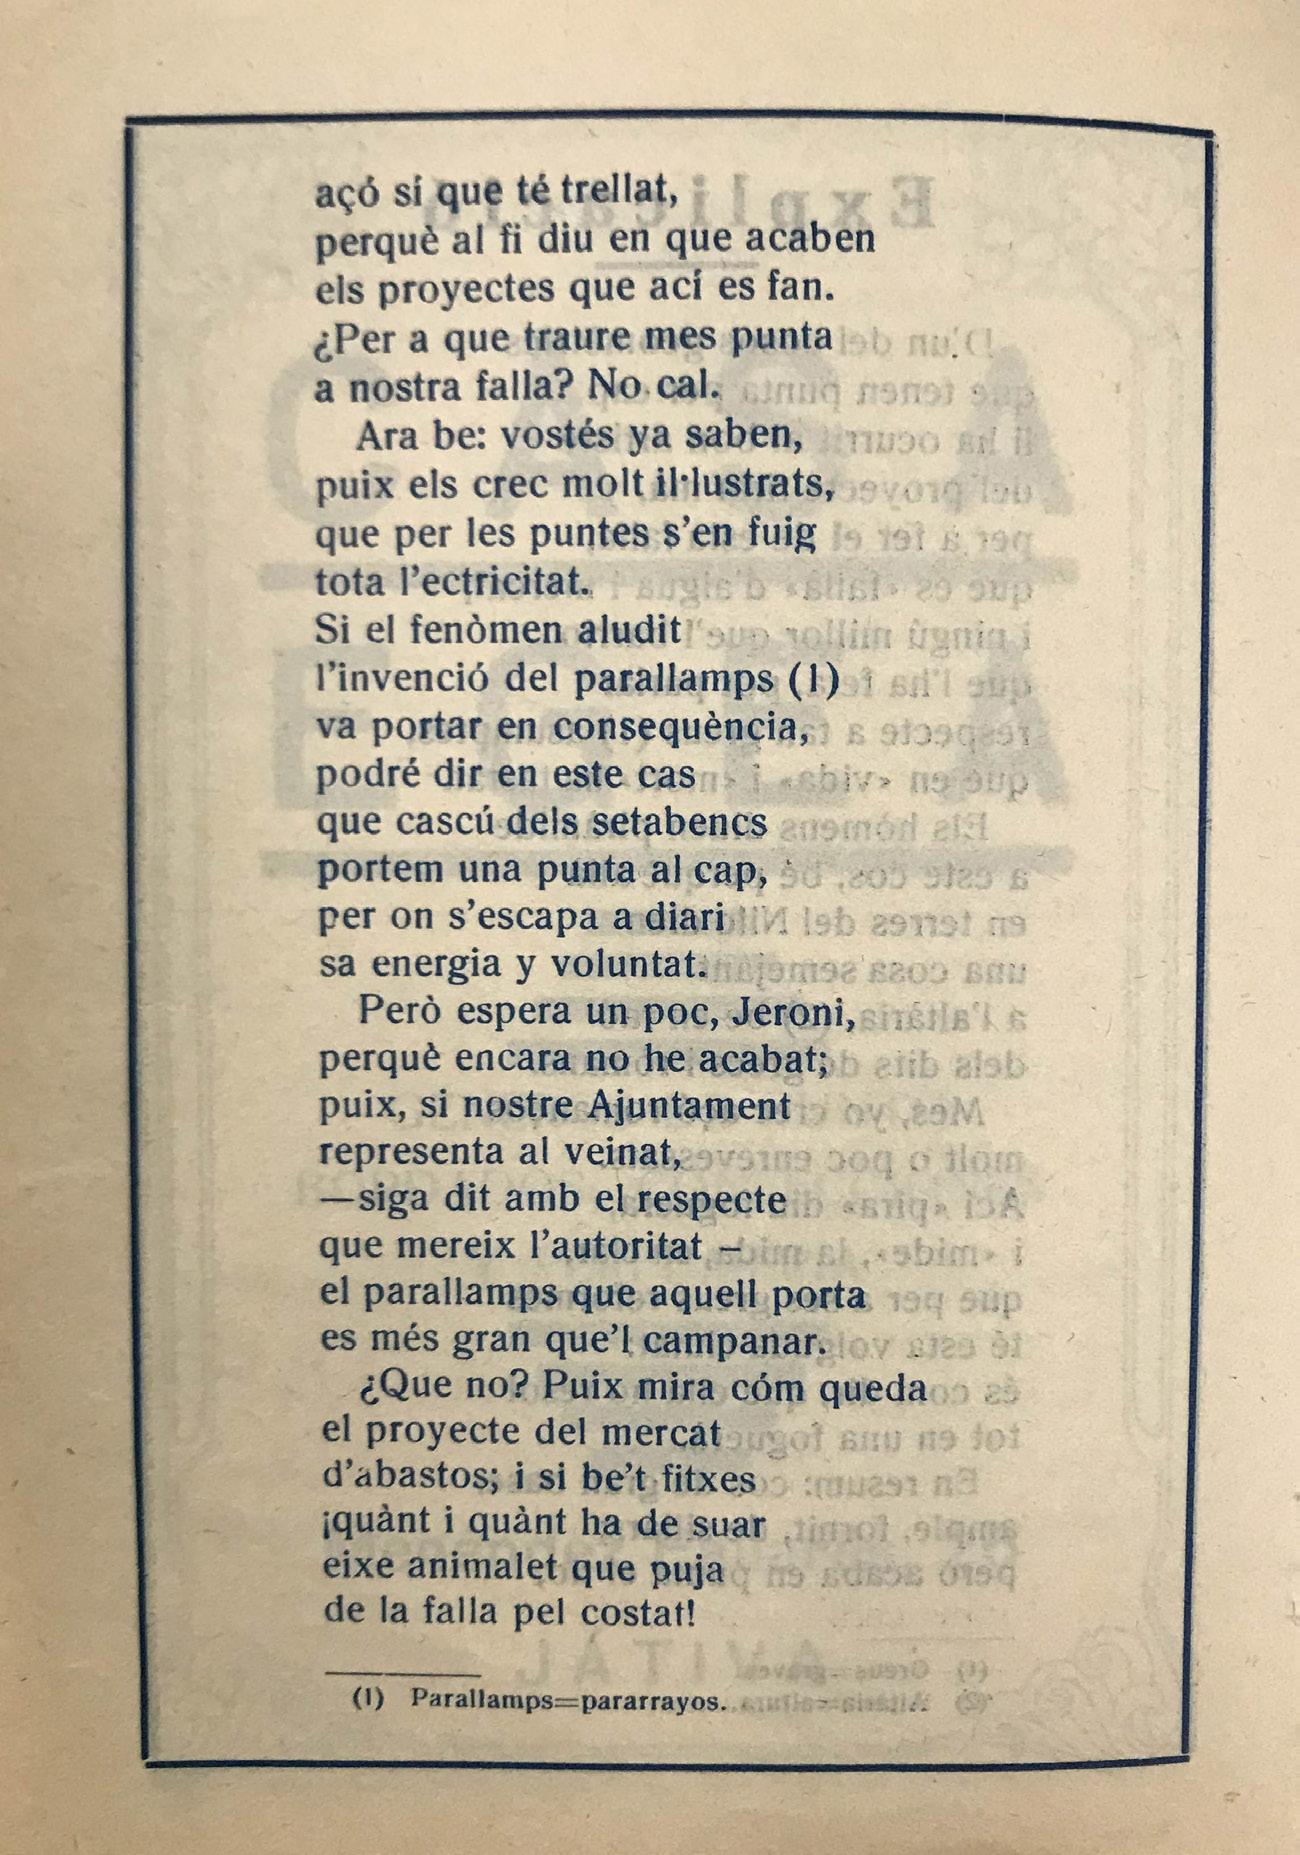 açó sí que té trellat,
perquè al fi diu en que acaben
els proyectes que ací es fan.
¿Per a que traure mes punta
a nostra falla? No cal.
Ara be: vostés ya saben,
puix els crec molt il·lustrats,
que per les puntes s'en fuig
tota l'ectricitat.
Si el fenòmen aludit
l'invenció del parallamps (1)
va portar en consequència,
podré dir en este cas
que cascú dels setabencs
portem una punta al cap,
per on s'escapa a diari
sa energia y voluntat.
Però espera un poc, Jeroni,
perquè encara no he acabat;
puix, si nostre Ajuntament
representa al veinat,
—siga dit amb el respecte
que mereix l'autoritat –
el parallamps que aquell porta
es més gran que'l campanar.
¿Que no? Puix mira cóm queda
el proyecte del mercat
d'abastos; i si be't fitxes
¡quànt i quànt ha de suar
eixe animalet que puja
de la falla pel costat!
(1) Parallamps=pararrayos.